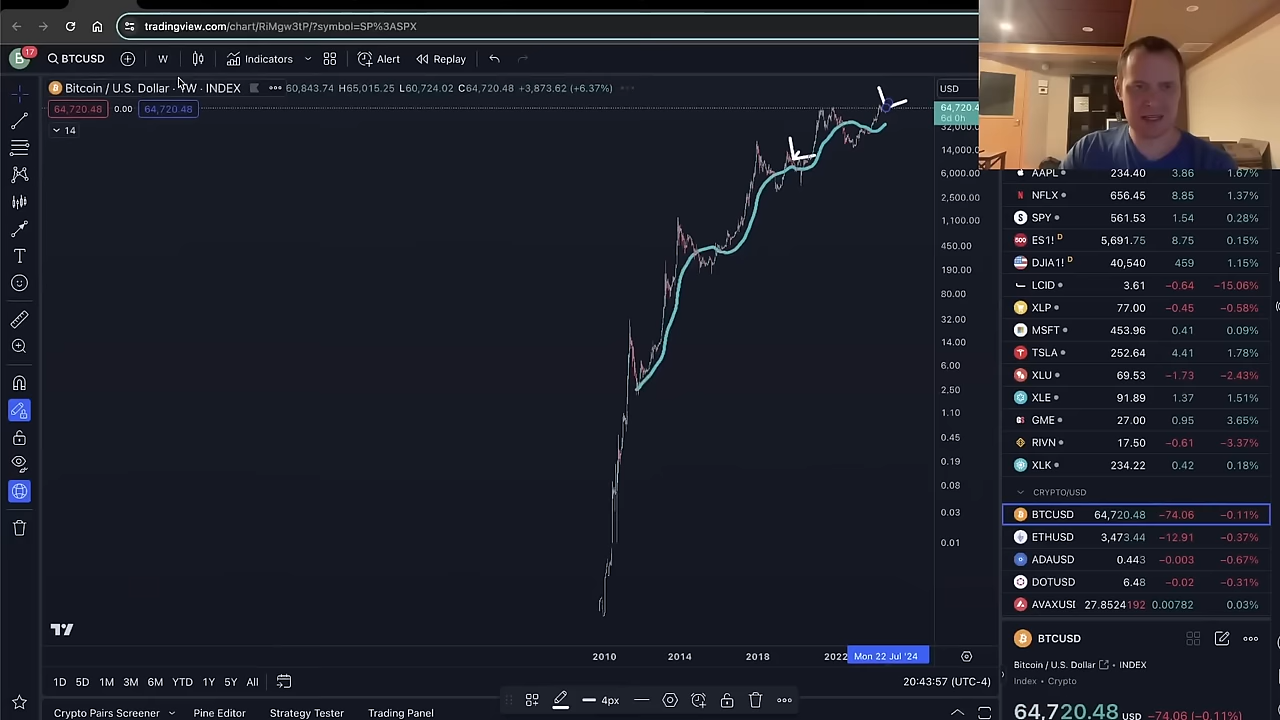 tradingview.com/chart/RiMgw3tP/?symbol=SP%3ASPX
B 17 BTCUSD W Indicators Alert Replay
Bitcoin / U.S. Dollar · 1W · INDEX 60,843.74 H65,015.25 L60,724.02 C64,720.48 +3,873.62 (+6.37%) USD
64,720.48 0.00 64,720.48
14
64,720.4
6d 0h
32,000.00
14,000.00
6,000.00
2,500.00
1,100.00
450.00
190.00
80.00
32.00
14.00
6.00
2.50
1.10
0.45
0.19
0.08
0.03
0.01
2010 2014 2018 2022 Mon 22 Jul '24
1D 5D 1M 3M 6M YTD 1Y 5Y All 20:43:57 (UTC-4)
4px
Crypto Pairs Screener Pine Editor Strategy Tester Trading Panel
AAPL 234.40 3.86 1.67%
NFLX 656.45 8.85 1.37%
SPY 561.53 1.54 0.28%
ES1! D 5,691.75 8.75 0.15%
DJIA1! D 40,540 459 1.15%
LCID 3.61 −0.64 −15.06%
XLP 77.00 −0.45 −0.58%
MSFT 453.96 0.41 0.09%
TSLA 252.64 4.41 1.78%
XLU 69.53 −1.73 −2.43%
XLE 91.89 1.37 1.51%
GME 27.00 0.95 3.65%
RIVN 17.50 −0.61 −3.37%
XLK 234.22 0.42 0.18%
CRYPTO/USD
BTCUSD 64,720.48 −74.06 −0.11%
ETHUSD 3,473.44 −12.91 −0.37%
ADAUSD 0.443 −0.003 −0.67%
DOTUSD 6.48 −0.02 −0.31%
AVAXUSD 27.8524192 0.00782 0.03%
BTCUSD
Bitcoin / U.S. Dollar · INDEX
Index · Crypto
64,720.48 −74.06 (−0.11%)